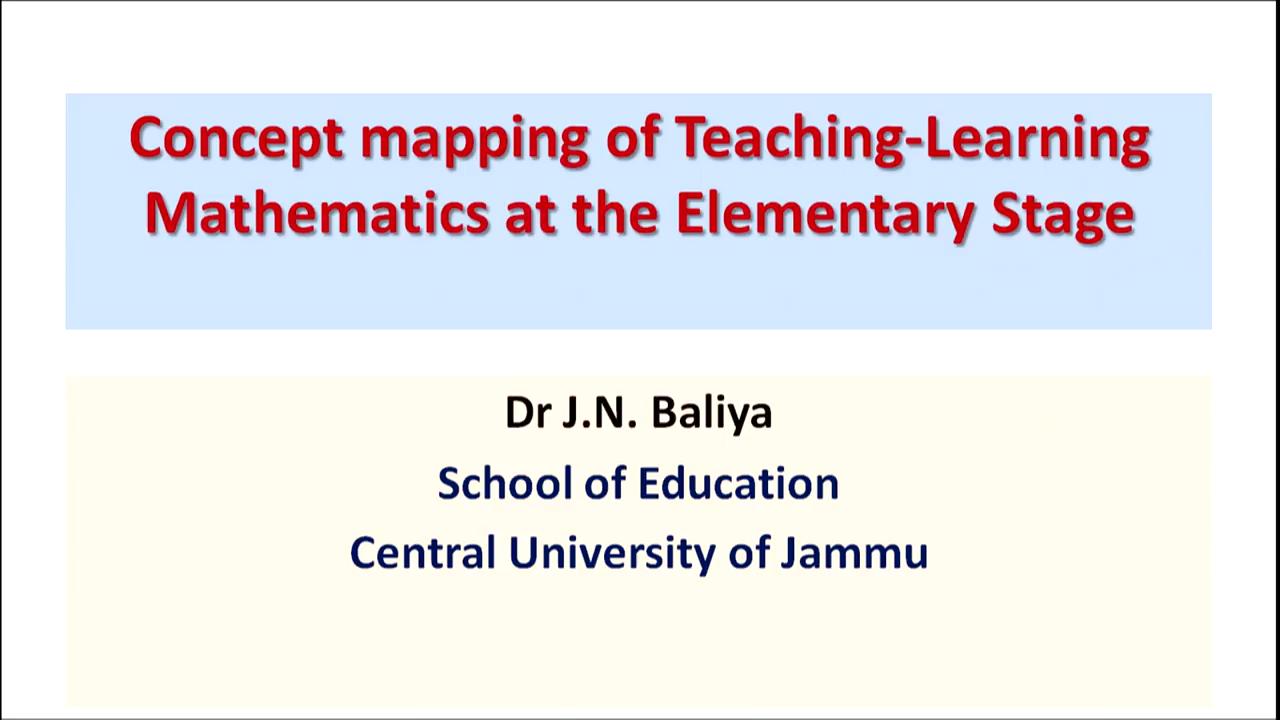 Concept mapping of Teaching-Learning
Mathematics at the Elementary Stage
Dr J.N. Baliya
School of Education
Central University of Jammu